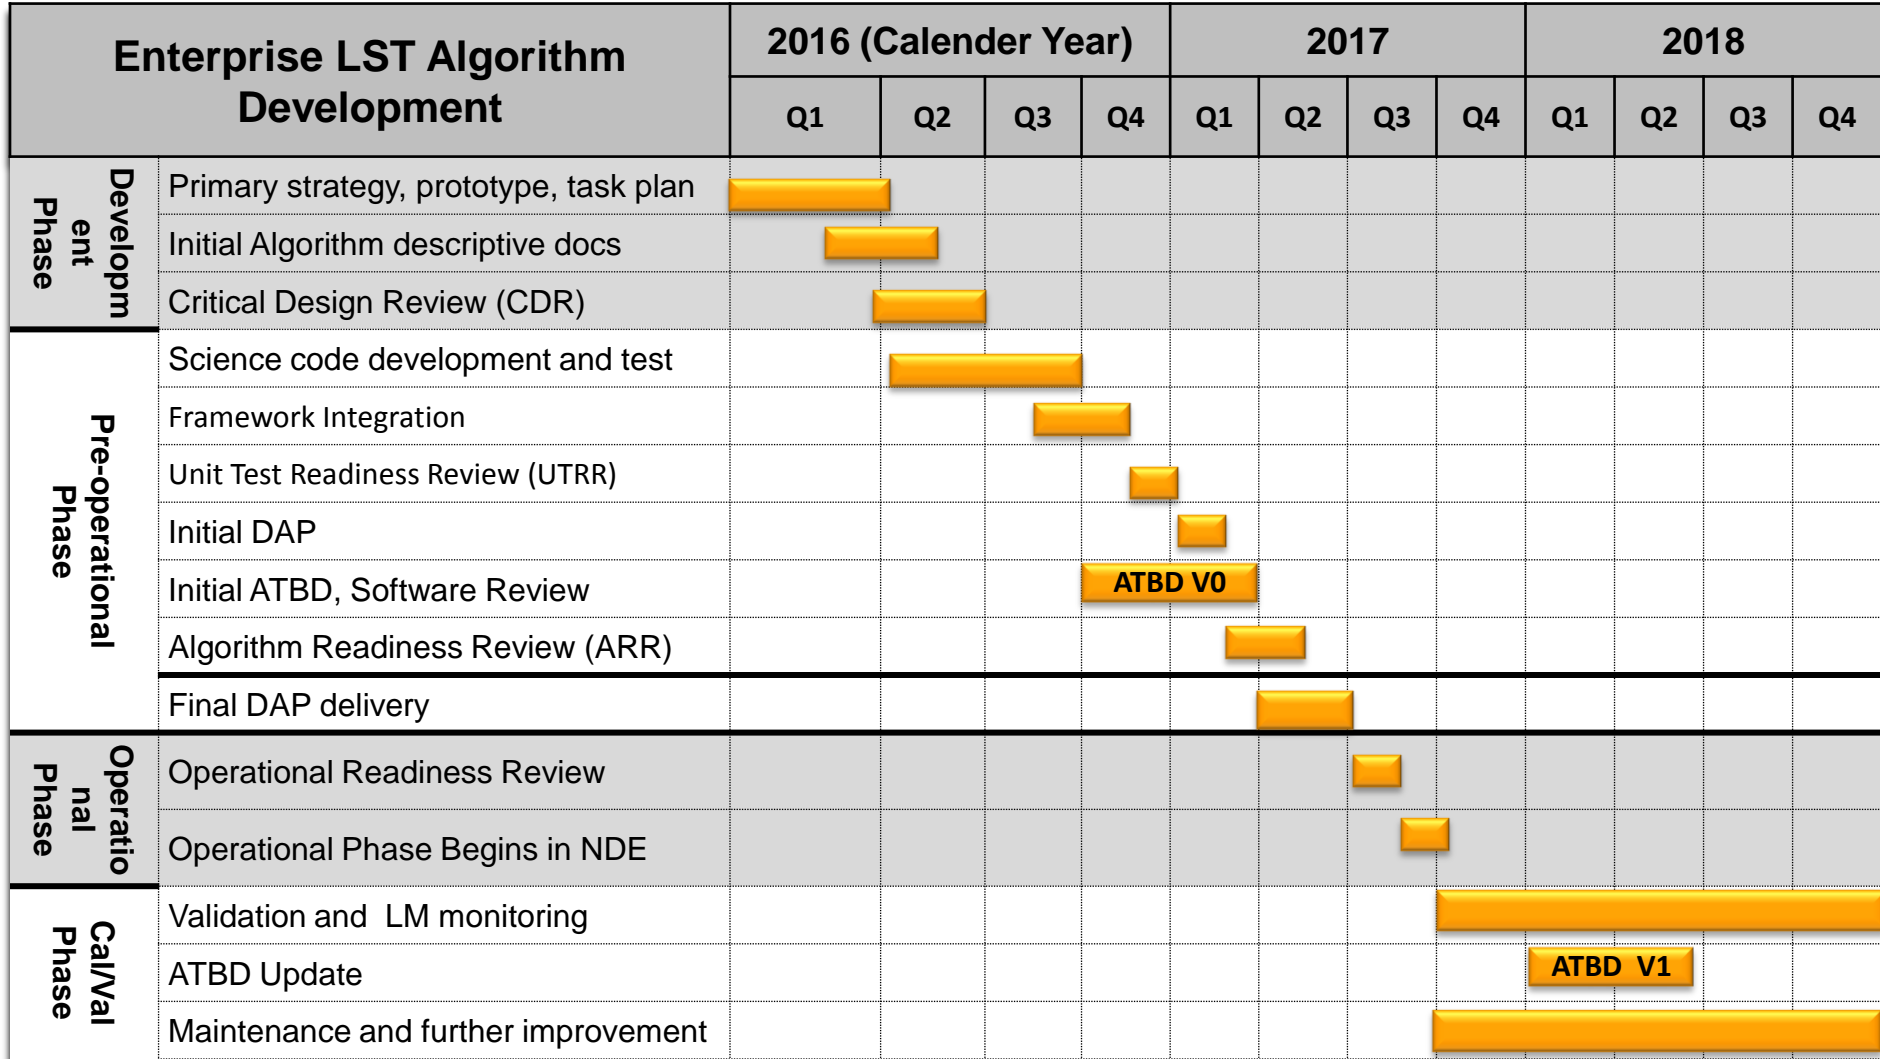 Enterprise LST Algorithm
Development
2016 (Calender Year)
2017
2018
Q1
Q2
Q3
Q4
Q1
Q2
Q3
Q4
Q1
Q2
Q3
Q4
Developm
ent
Phase
Primary strategy, prototype, task plan
Initial Algorithm descriptive docs
Critical Design Review (CDR)
Pre-operational
Phase
Science code development and test
Framework Integration
Unit Test Readiness Review (UTRR)
Initial DAP
Initial ATBD, Software Review
ATBD V0
Algorithm Readiness Review (ARR)
Final DAP delivery
Operatio
nal
Phase
Operational Readiness Review
Operational Phase Begins in NDE
Cal/Val
Phase
Validation and LM monitoring
ATBD Update
ATBD V1
Maintenance and further improvement